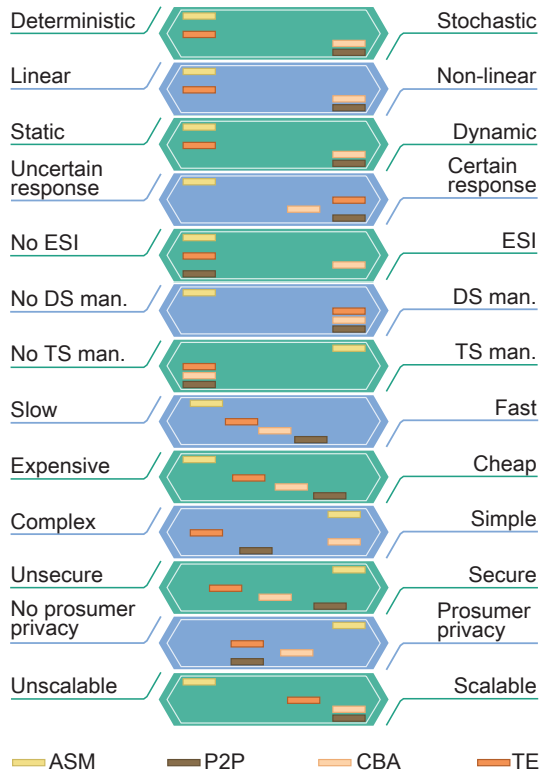 Deterministic
Stochastic
Linear
Non-linear
Static
Dynamic
Uncertain
response
Certain
response
No ESI
ESI
No DS man.
DS man.
No TS man.
TS man.
Slow
Fast
Expensive
Cheap
Complex
Simple
Unsecure
Secure
No prosumer
privacy
Prosumer
privacy
Unscalable
Scalable
ASM
P2P
CBA
TE